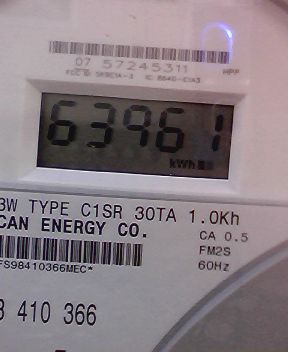 07 57245311
63961
kWh
3W TYPE C1SR 30TA 1.0Kh
CAN ENERGY CO.
CA 0.5
FM2S
60Hz
FS98410366MEC*
410 366